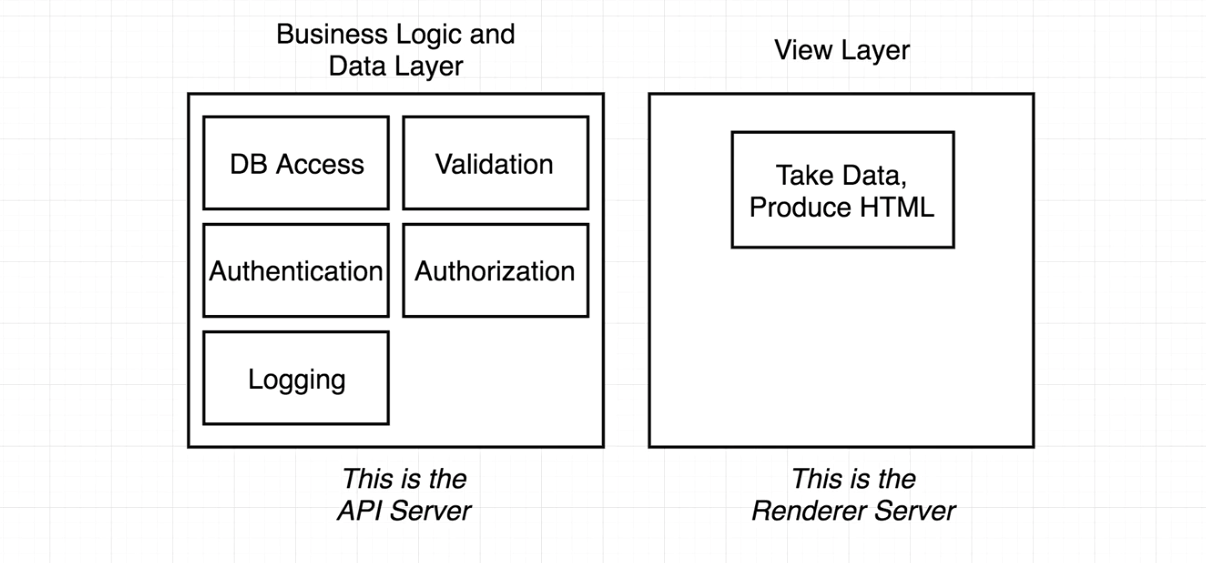 Business Logic and
Data Layer
View Layer
DB Access
Validation
Authentication
Authorization
Logging
Take Data,
Produce HTML
This is the
API Server
This is the
Renderer Server